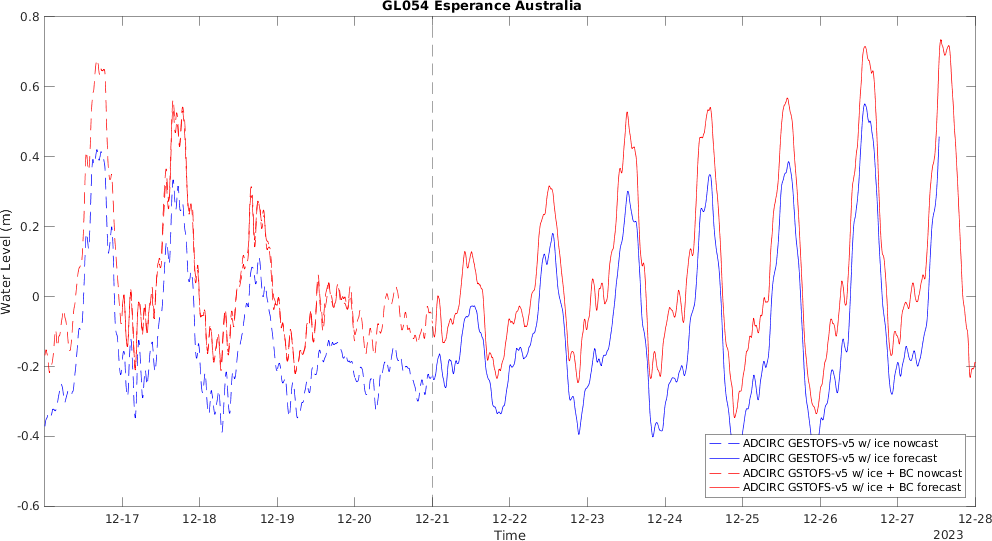 GL054 Esperance Australia
Water Level (m)
0.8
0.6
0.4
0.2
0
-0.2
-0.4
-0.6
ADCIRC GESTOFS-v5 w/ ice nowcast
ADCIRC GESTOFS-v5 w/ ice forecast
ADCIRC GSTOFS-v5 w/ ice + BC nowcast
ADCIRC GSTOFS-v5 w/ ice + BC forecast
12-17 12-18 12-19 12-20 12-21 12-22 12-23 12-24 12-25 12-26 12-27 12-28
Time
2023